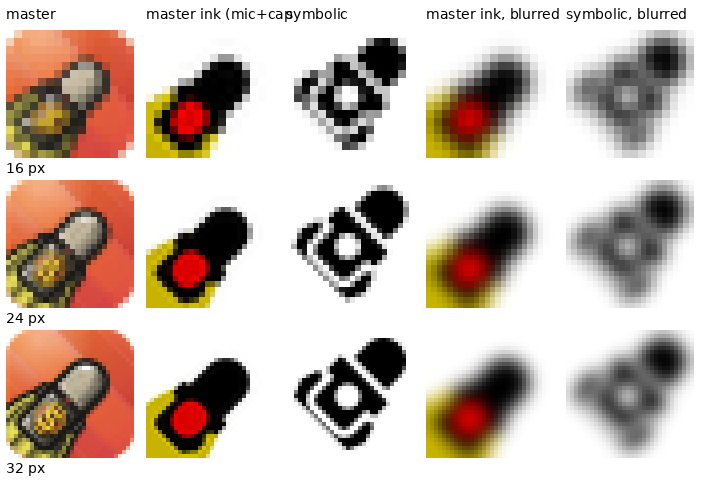 master
master ink (mic+cap
symbolic
master ink, blurred
symbolic, blurred
16 px
24 px
32 px